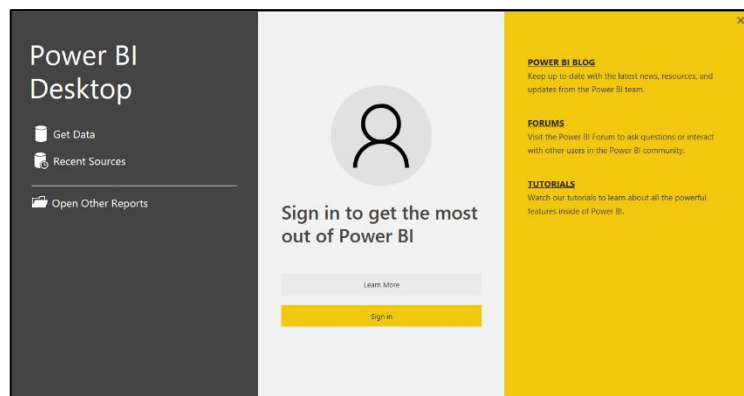 Power BI
Desktop
Get Data
Recent Sources
Open Other Reports
Sign in to get the most
out of Power BI
Learn More
Sign in
POWER BI BLOG
Keep up to date with the latest news, resources, and
updates from the Power BI team.
FORUMS
Visit the Power BI Forum to ask questions or interact
with other users in the Power BI community.
TUTORIALS
Watch our tutorials to learn about all the powerful
features inside of Power BI.